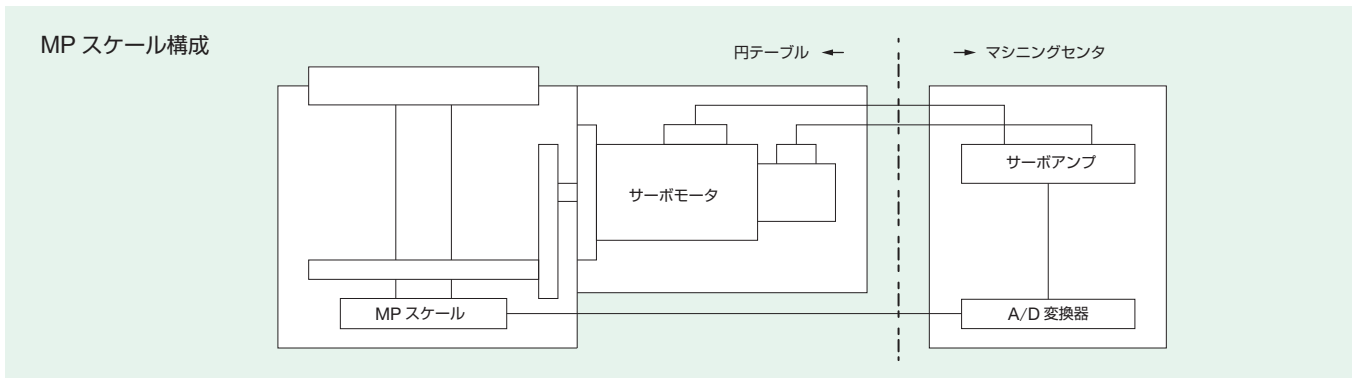 MP スケール構成
円テーブル ←
→ マシニングセンタ
サーボアンプ
サーボモータ
MP スケール
A/D 変換器